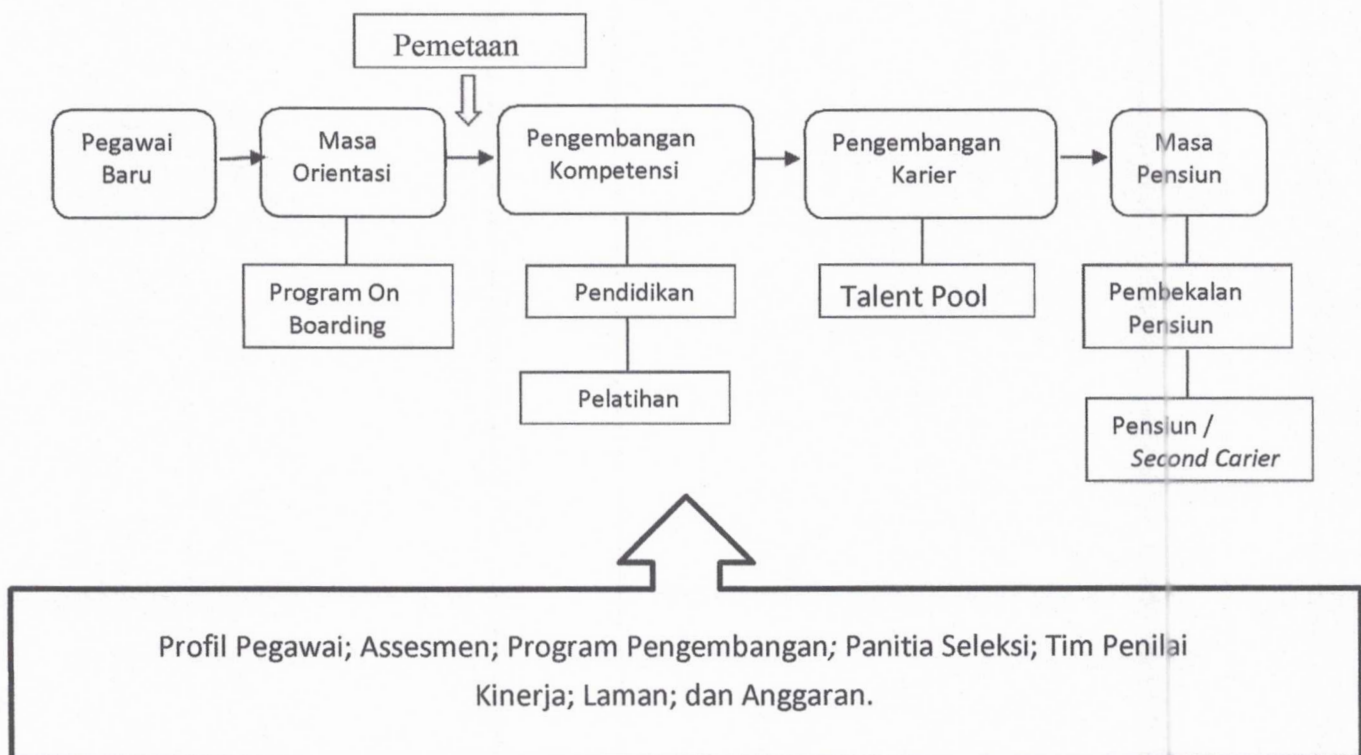 Pemetaan
Pegawai
Baru
Masa
Orientasi
Pengembangan
Kompetensi
Pengembangan
Karier
Masa
Pensiun
Program On
Boarding
Pendidikan
Pelatihan
Talent Pool
Pembekalan
Pensiun
Pensiun /
Second Carier
Profil Pegawai; Assesmen; Program Pengembangan; Panitia Seleksi; Tim Penilai
Kinerja; Laman; dan Anggaran.